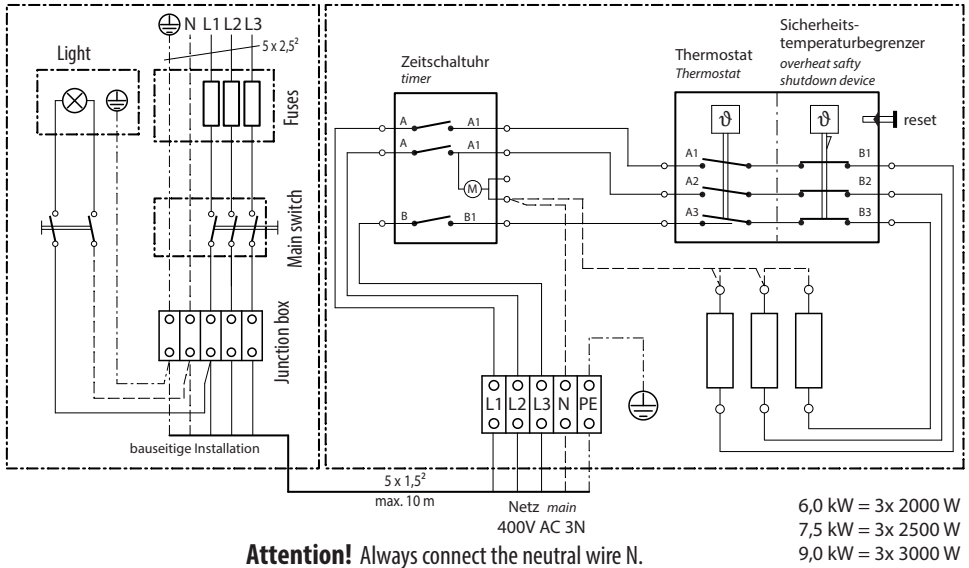 N L1 L2 L3
5 x 2,5²
Light
Fuses
Main switch
Junction box
bauseitige Installation
Zeitschaltuhr
timer
A A1
A A1
M
B B1
Thermostat
Thermostat
Sicherheits-
temperaturbegrenzer
overheat safty
shutdown device
ϑ ϑ
reset
A1 B1
A2 B2
A3 B3
L1 L2 L3 N PE
5 x 1,5²
max. 10 m
Netz main
400V AC 3N
Attention! Always connect the neutral wire N.
6,0 kW = 3x 2000 W
7,5 kW = 3x 2500 W
9,0 kW = 3x 3000 W